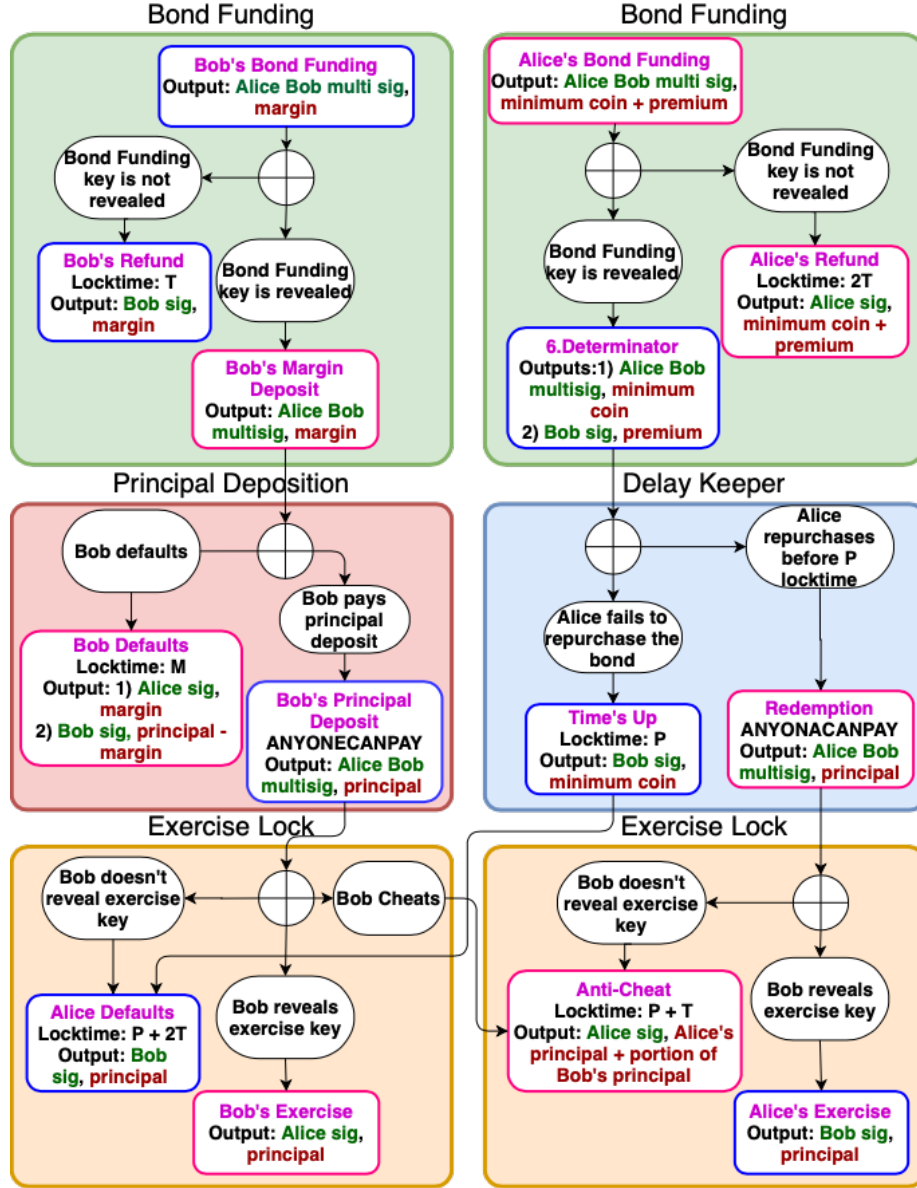 Bond Funding
Bob's Bond Funding
Output: Alice Bob multi sig,
margin
Bond Funding
key is not
revealed
Bob's Refund
Locktime: T
Output: Bob sig,
margin
Bond Funding
key is revealed
Bob's Margin
Deposit
Output: Alice Bob
multisig, margin
Bond Funding
Alice's Bond Funding
Output: Alice Bob multi sig,
minimum coin + premium
Bond Funding
key is not
revealed
Bond Funding
key is revealed
Alice's Refund
Locktime: 2T
Output: Alice sig,
minimum coin +
premium
6.Determinator
Outputs:1) Alice Bob
multisig, minimum
coin
2) Bob sig, premium
Principal Deposition
Bob defaults
Bob pays
principal
deposit
Bob Defaults
Locktime: M
Output: 1) Alice sig,
margin
2) Bob sig, principal -
margin
Bob's Principal
Deposit
ANYONECANPAY
Output: Alice Bob
multisig, principal
Delay Keeper
Alice
repurchases
before P
locktime
Alice fails to
repurchase the
bond
Time's Up
Locktime: P
Output: Bob sig,
minimum coin
Redemption
ANYONACANPAY
Output: Alice Bob
multisig, principal
Exercise Lock
Bob doesn't
reveal exercise
key
Bob Cheats
Alice Defaults
Locktime: P + 2T
Output: Bob
sig, principal
Bob reveals
exercise key
Bob's Exercise
Output: Alice sig,
principal
Exercise Lock
Bob doesn't
reveal exercise
key
Anti-Cheat
Locktime: P + T
Output: Alice sig, Alice's
principal + portion of
Bob's principal
Bob reveals
exercise key
Alice's Exercise
Output: Bob sig,
principal